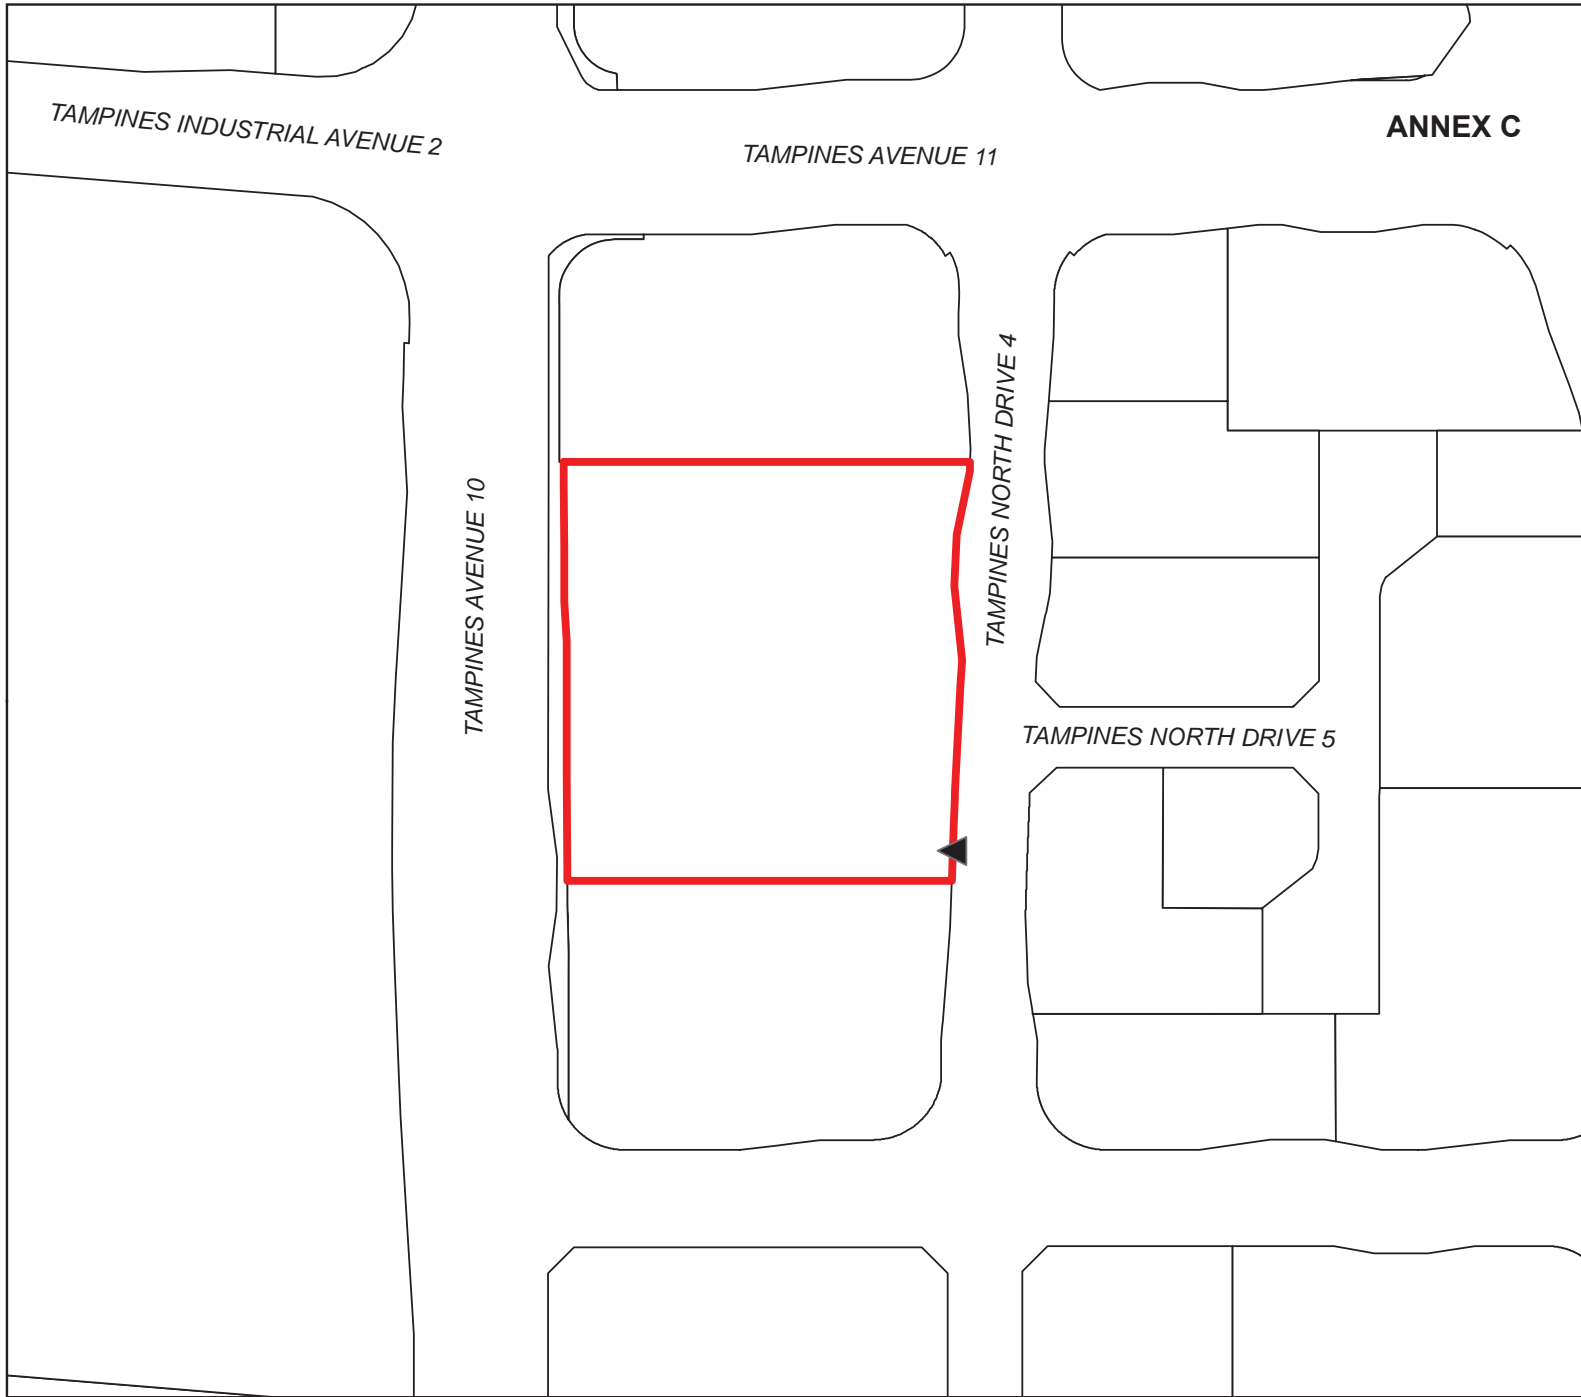 TAMPINES INDUSTRIAL AVENUE 2
ANNEX C
TAMPINES AVENUE 11
TAMPINES NORTH DRIVE 4
TAMPINES AVENUE 10
TAMPINES NORTH DRIVE 5